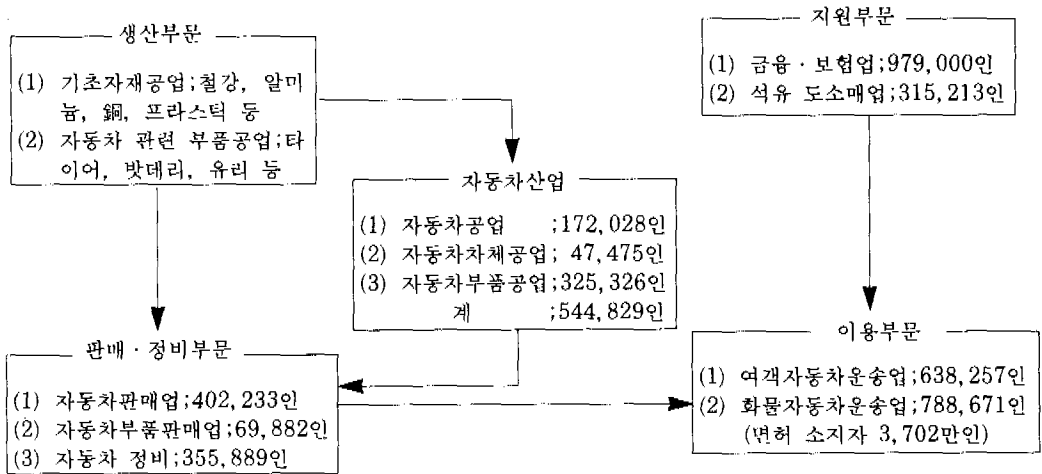 생산부문
(1) 기초자재공업;철강, 알미
늄, 銅, 프라스틱 등
(2) 자동차 관련 부품공업;타
이어, 밧데리, 유리 등
지원부문
(1) 금융·보험업;979,000인
(2) 석유 도소매업;315,213인
자동차산업
(1) 자동차공업 ;172,028인
(2) 자동차차체공업; 47,475인
(3) 자동차부품공업;325,326인
계 ;544,829인
판매·정비부문
(1) 자동차판매업;402,233인
(2) 자동차부품판매업;69,882인
(3) 자동차 정비;355,889인
이용부문
(1) 여객자동차운송업;638,257인
(2) 화물자동차운송업;788,671인
(면허 소지자 3,702만인)